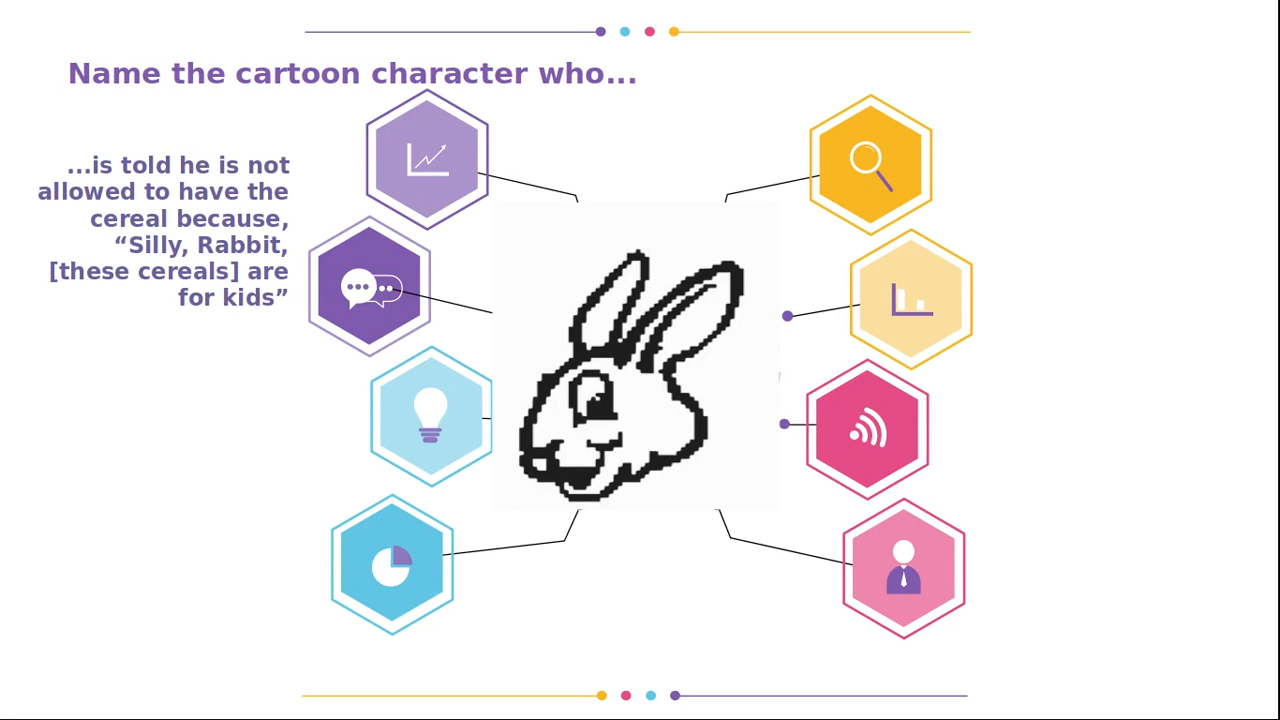 Name the cartoon character who...
...is told he is not
allowed to have the
cereal because,
“Silly, Rabbit,
[these cereals] are
for kids”